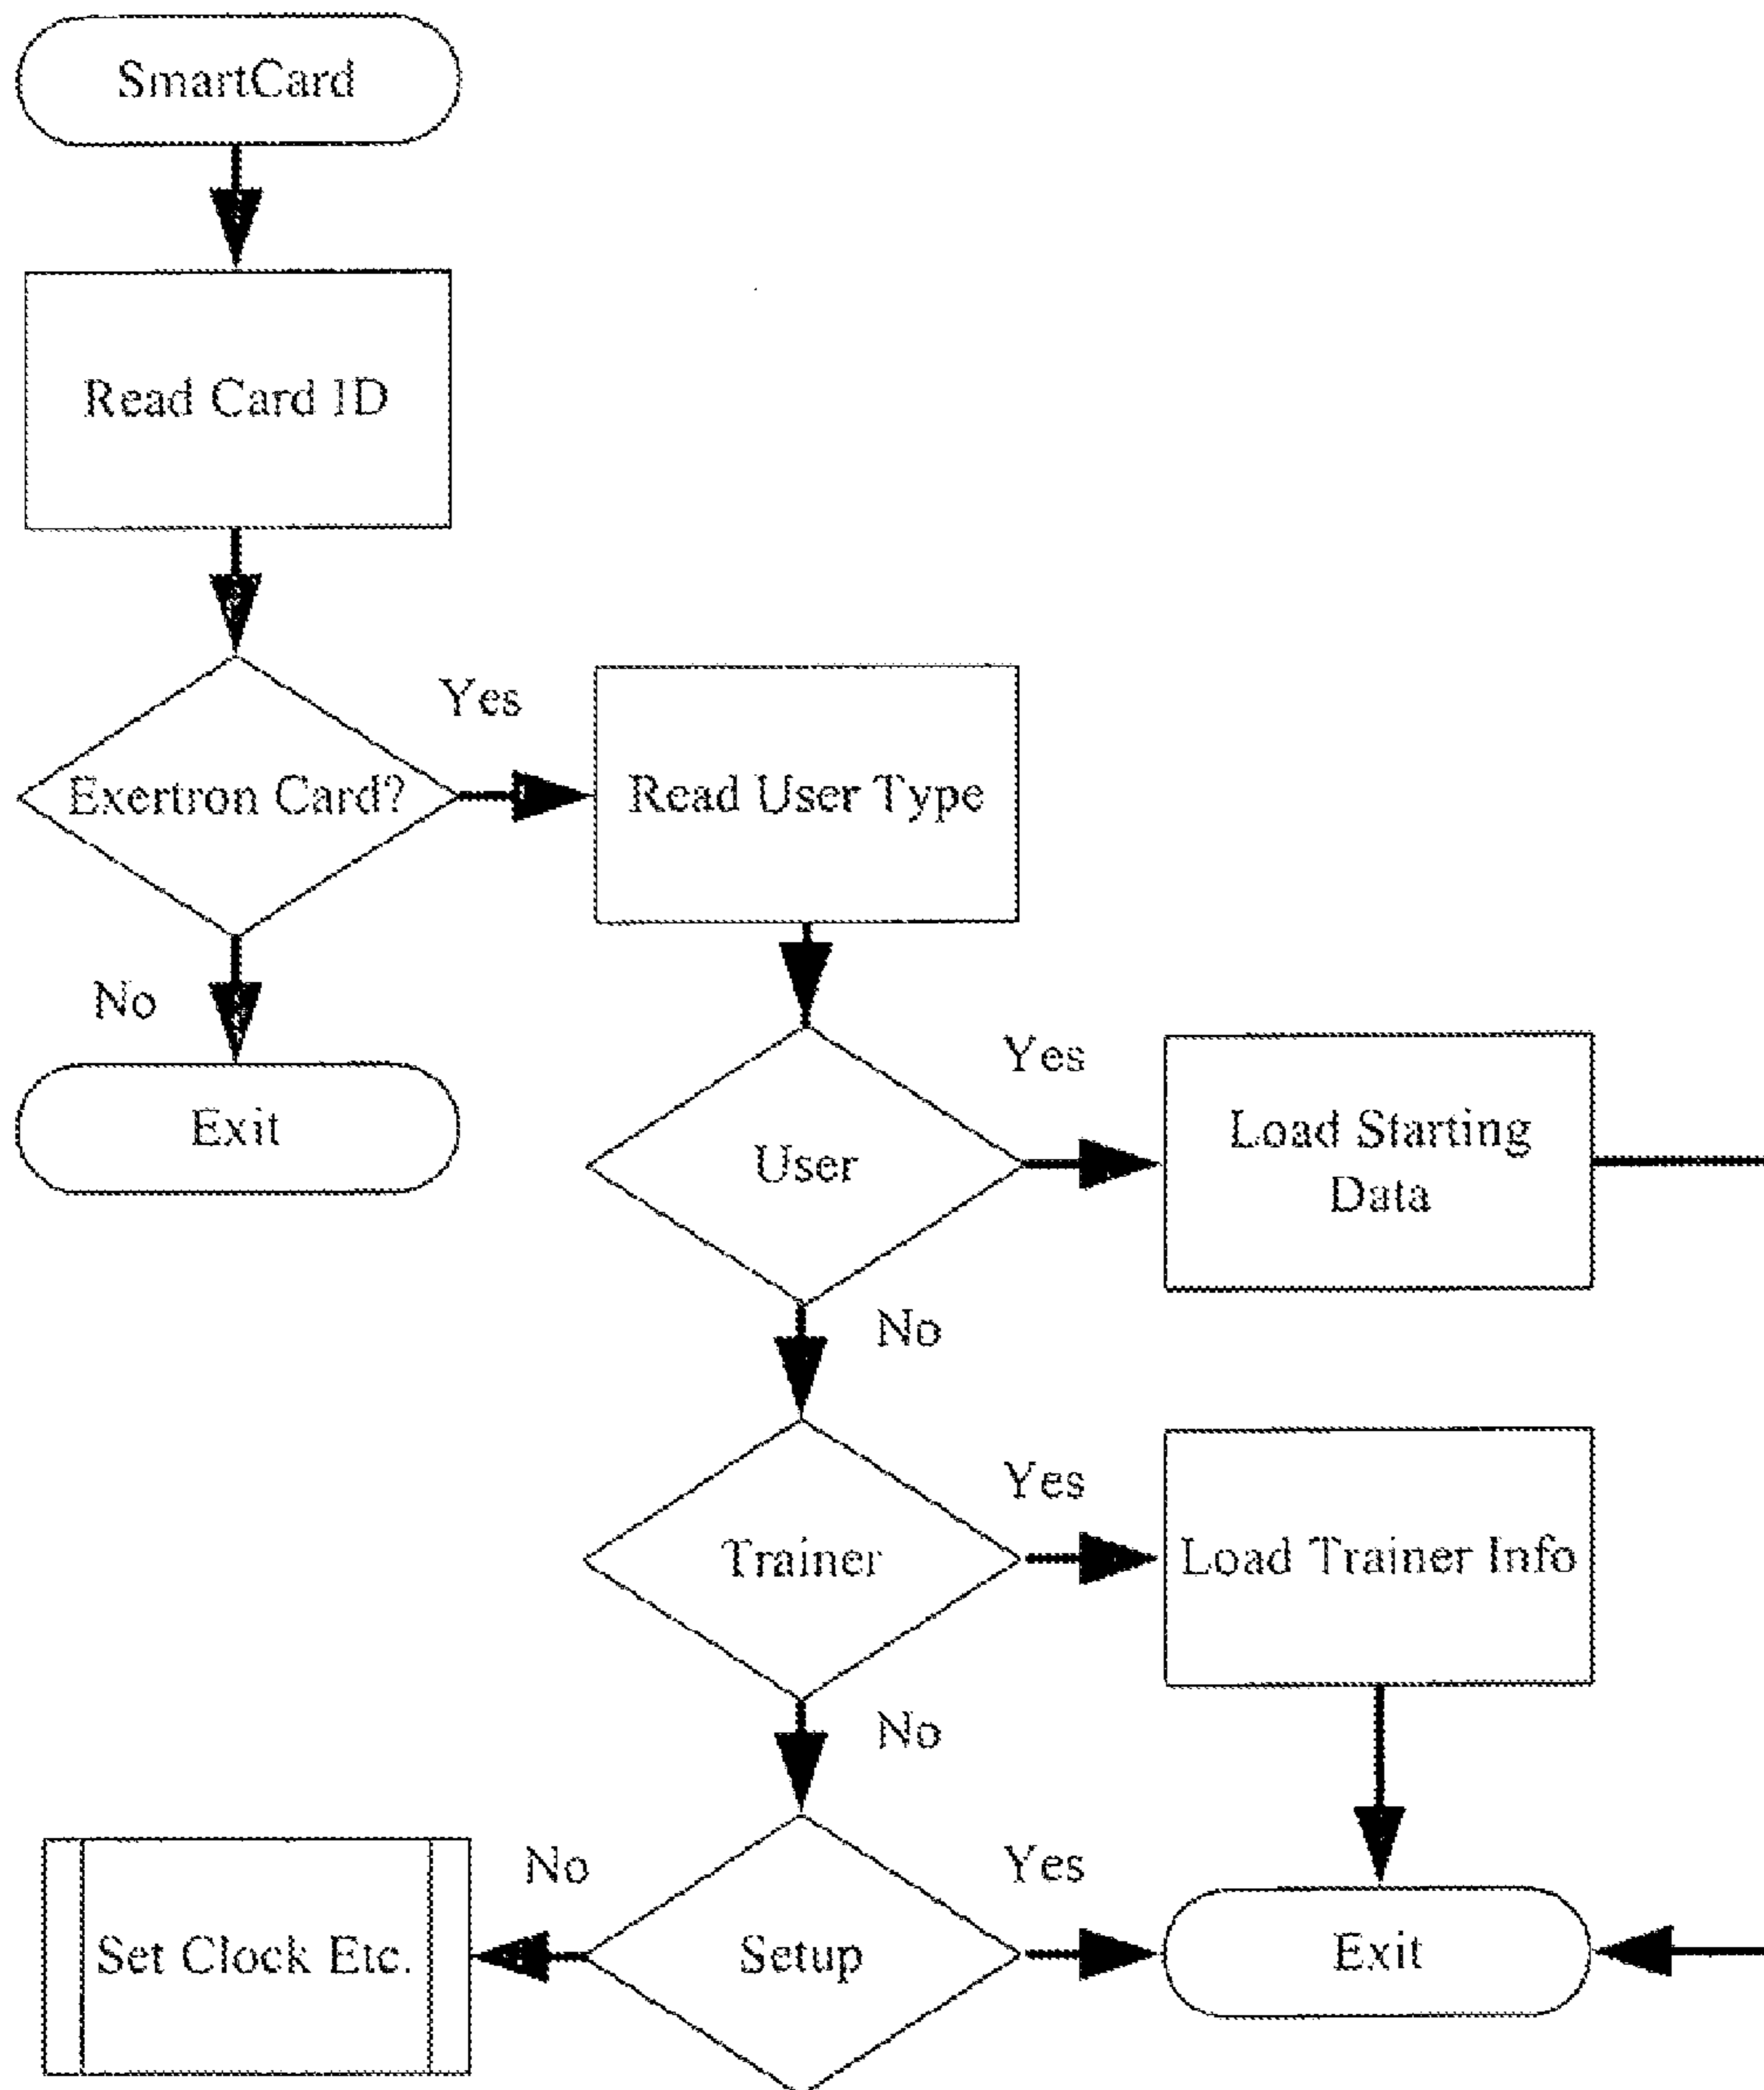 SmartCard
Read Card ID
Yes
Exertron Card?
Read User Type
No
Exit
Yes
User
Load Starting
Data
No
Yes
Trainer
Load Trainer Info
No
No
Yes
Set Clock Etc.
Setup
Exit